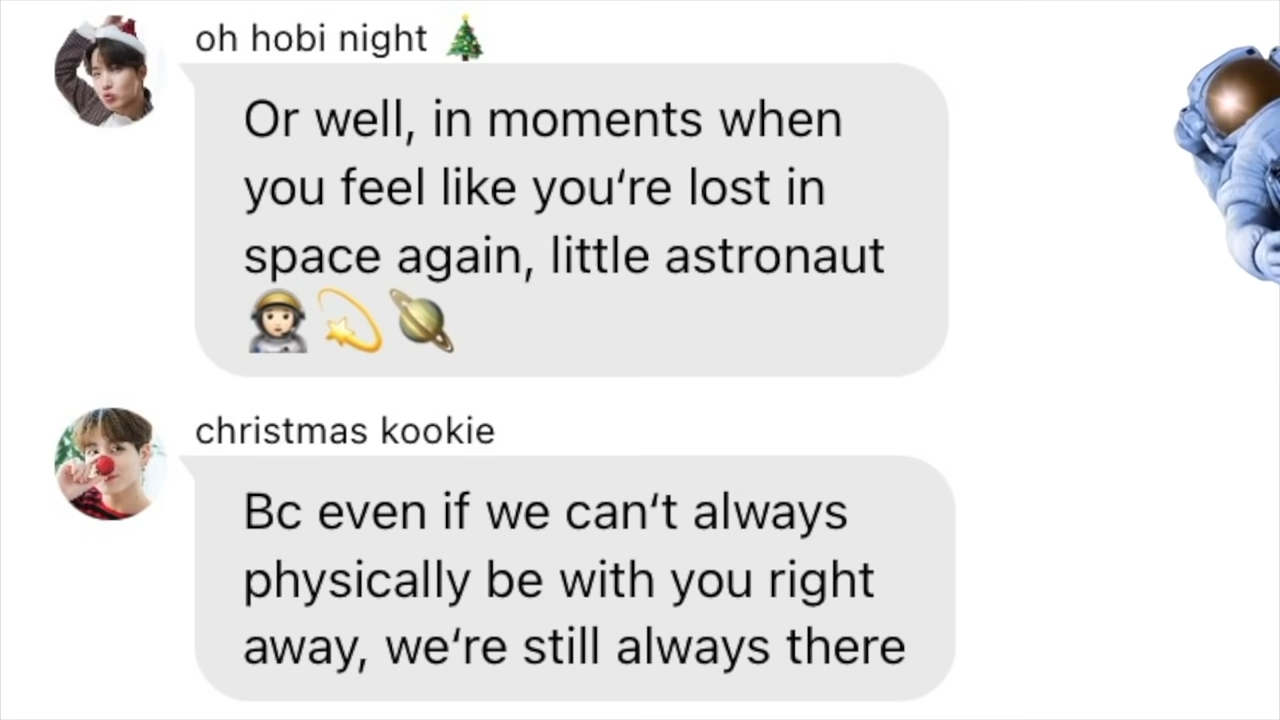 oh hobi night 🎄
Or well, in moments when
you feel like you‘re lost in
space again, little astronaut
🧑🏻‍🚀💫🪐
christmas kookie
Bc even if we can‘t always
physically be with you right
away, we‘re still always there